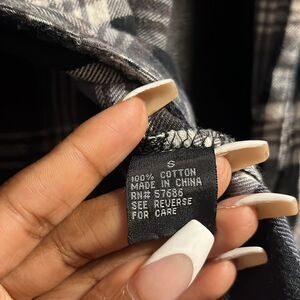 S
100% COTTON
MADE IN CHINA
RN# 57686
SEE REVERSE
FOR CARE